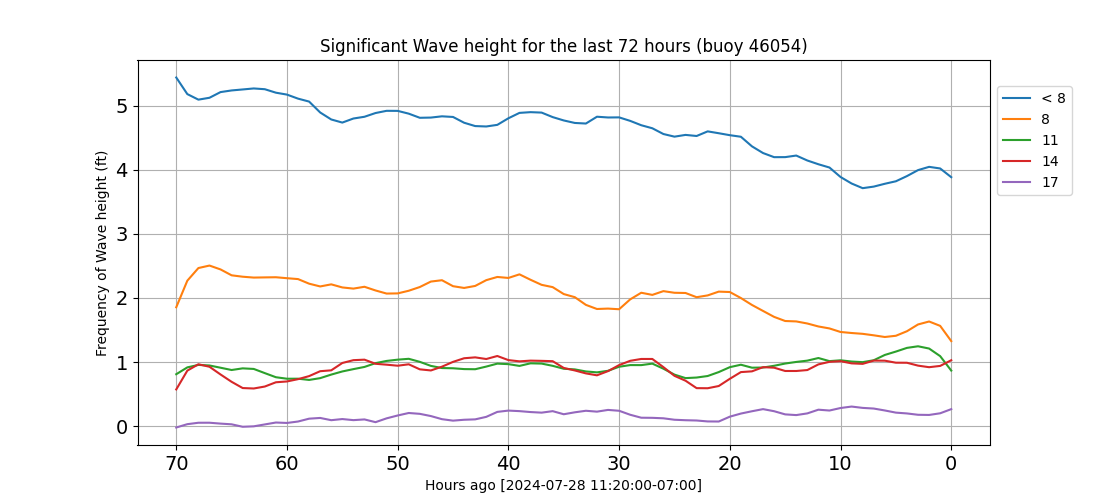 Significant Wave height for the last 72 hours (buoy 46054)
Frequency of Wave height (ft)
5
4
3
2
1
0
70 60 50 40 30 20 10 0
Hours ago [2024-07-28 11:20:00-07:00]
< 8
8
11
14
17